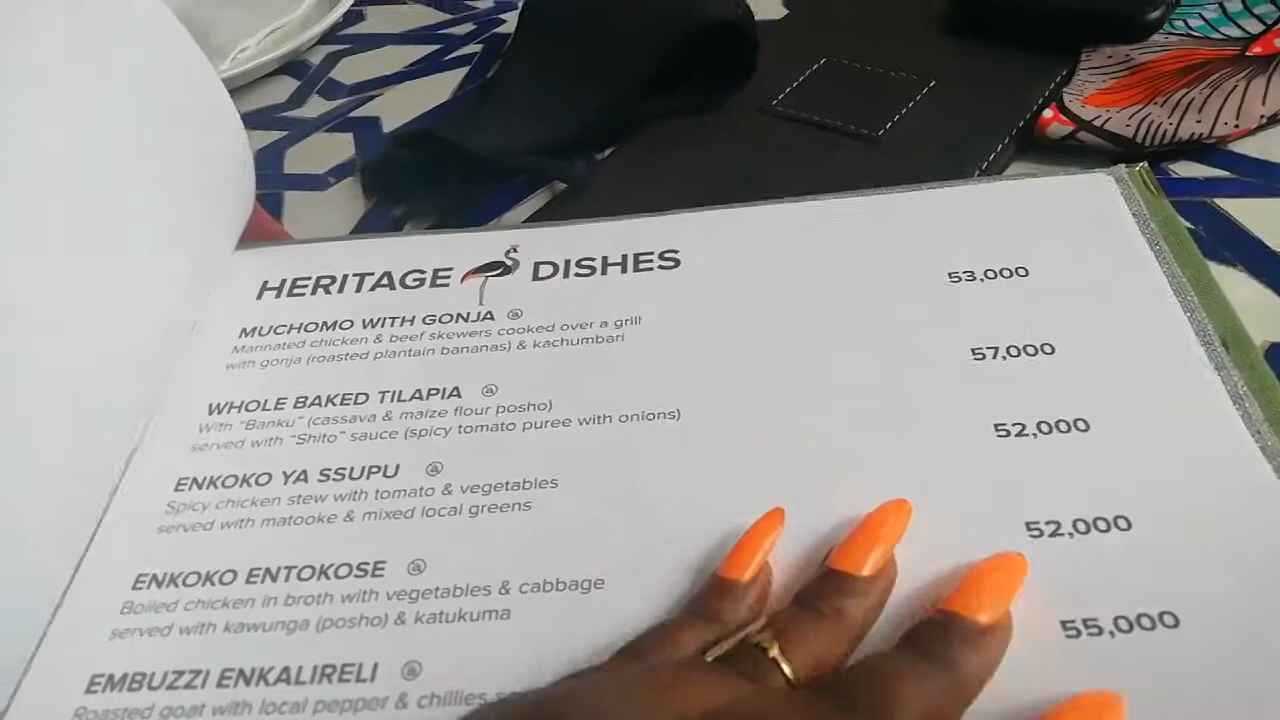 HERITAGE DISHES
MUCHOMO WITH GONJA 53,000
Marinated chicken & beef skewers cooked over a grill
with gonja (roasted plantain bananas) & kachumbari
WHOLE BAKED TILAPIA 57,000
With "Banku" (cassava & maize flour posho)
served with "Shito" sauce (spicy tomato puree with onions)
ENKOKO YA SSUPU 52,000
Spicy chicken stew with tomato & vegetables
served with matooke & mixed local greens
ENKOKO ENTOKOSE 52,000
Boiled chicken in broth with vegetables & cabbage
served with kawunga (posho) & katukuma
EMBUZZI ENKALIRELI 55,000
Roasted goat with local pepper & chillies